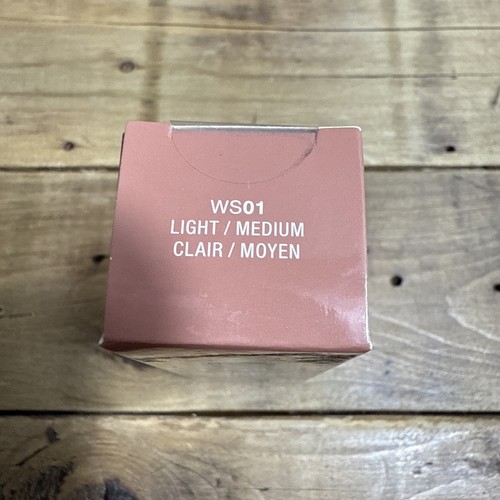 WS01
LIGHT / MEDIUM
CLAIR / MOYEN